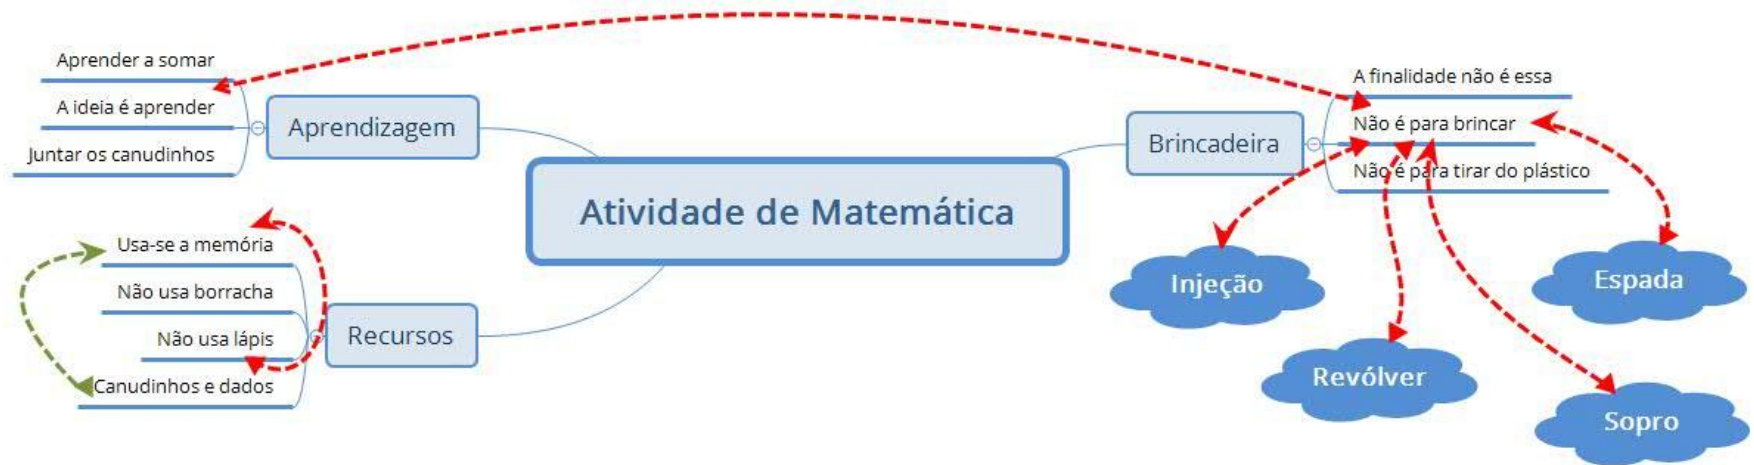 Aprender a somar
A ideia é aprender
Juntar os canudinhos
Aprendizagem
Usa-se a memória
Não usa borracha
Não usa lápis
Canudinhos e dados
Recursos
Atividade de Matemática
Brincadeira
A finalidade não é essa
Não é para brincar
Não é para tirar do plástico
Injeção
Revólver
Sopro
Espada